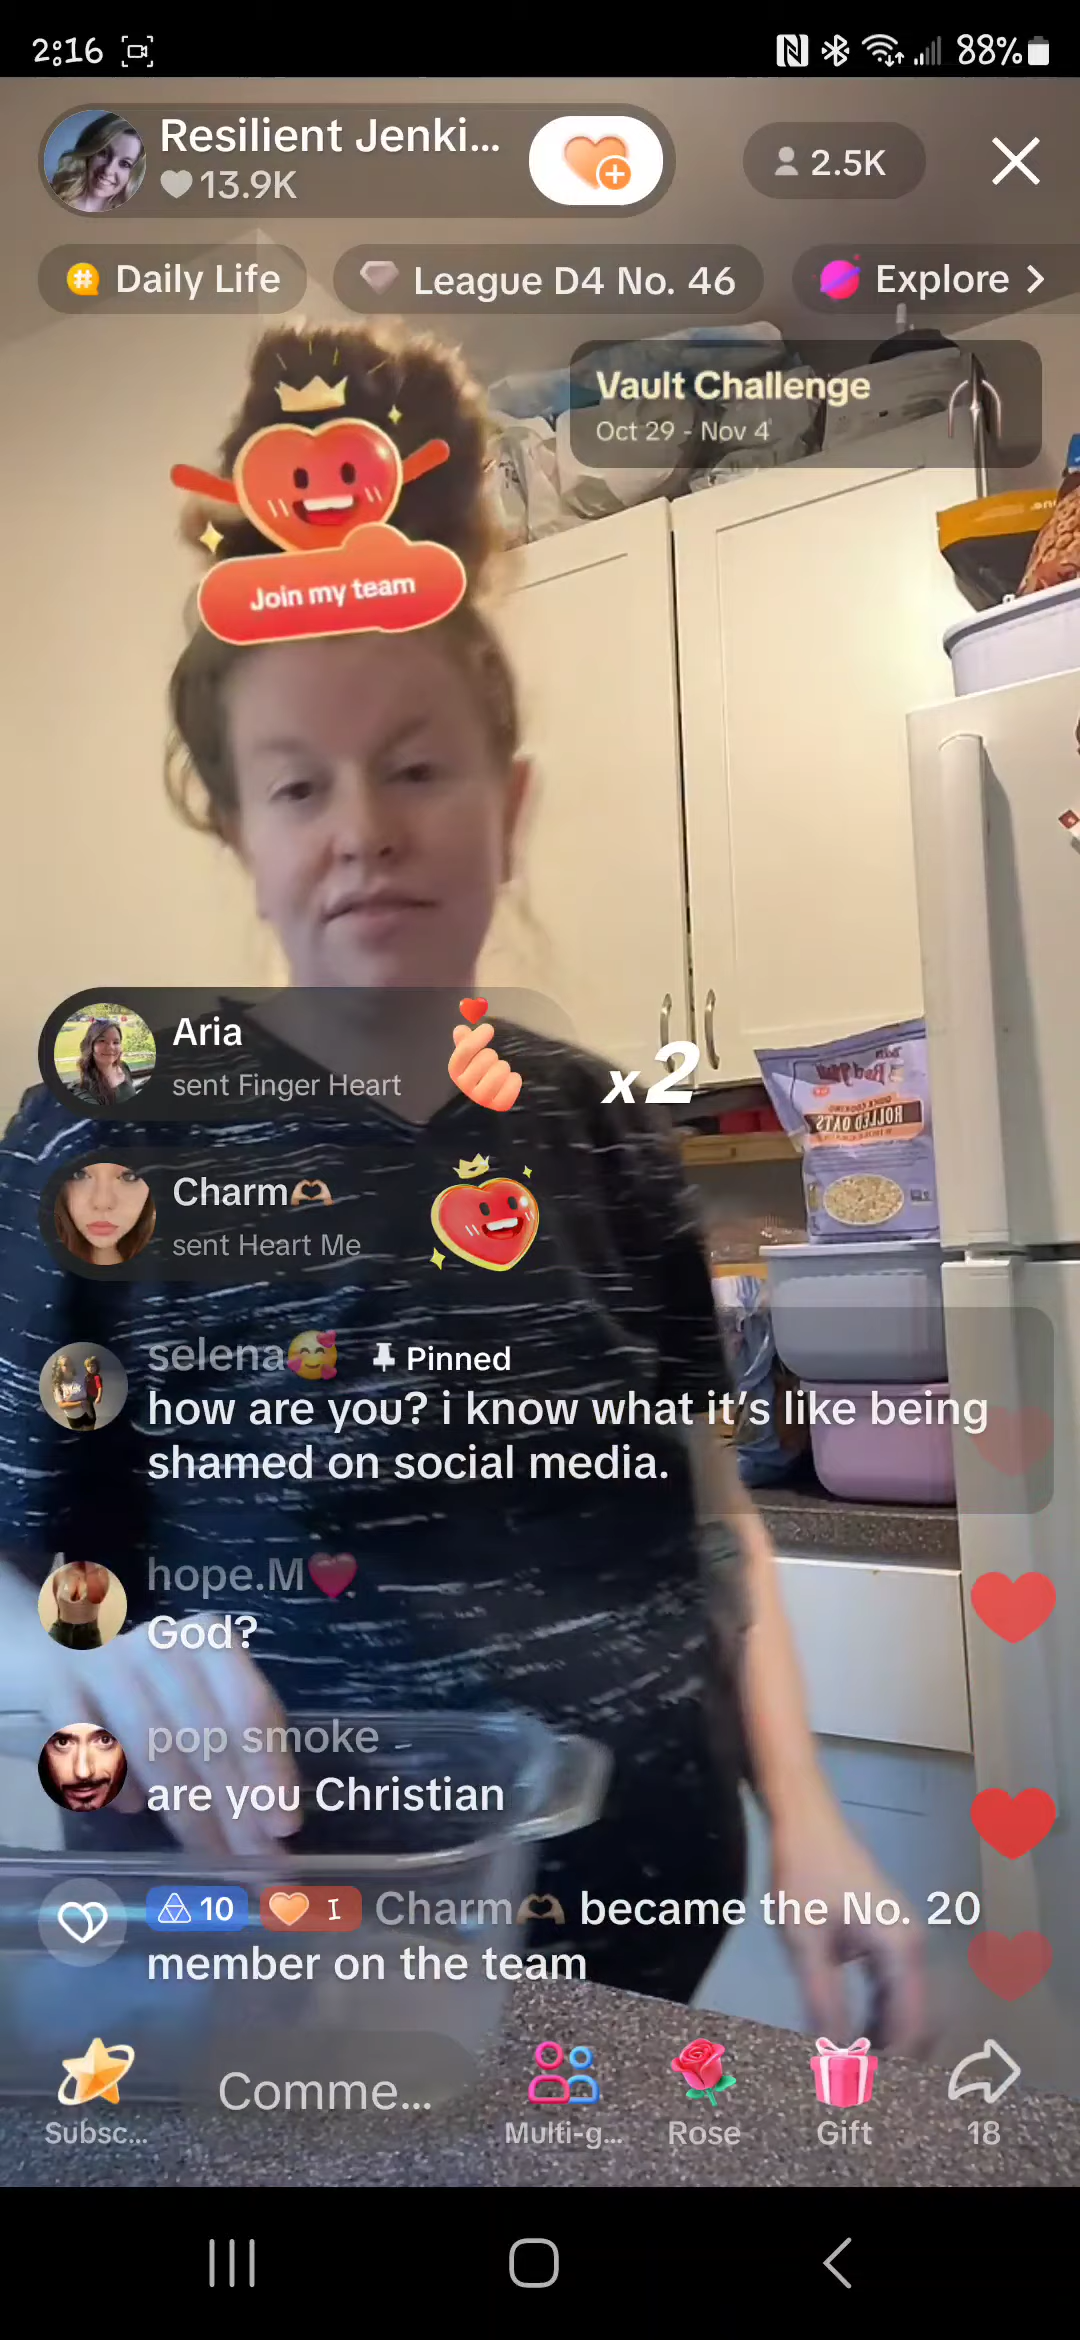 2:16
88%
Resilient Jenki...
13.9K
2.5K
Daily Life
League D4 No. 46
Explore >
Vault Challenge
Oct 29 - Nov 4
Join my team
ROLLED OATS
Aria
sent Finger Heart
x2
Charm
sent Heart Me
selena🥰 Pinned
how are you? i know what it’s like being
shamed on social media.
hope.M
God?
pop smoke
are you Christian
10 I Charm became the No. 20
member on the team
Subsc...
Comme...
Multi-g...
Rose
Gift
18